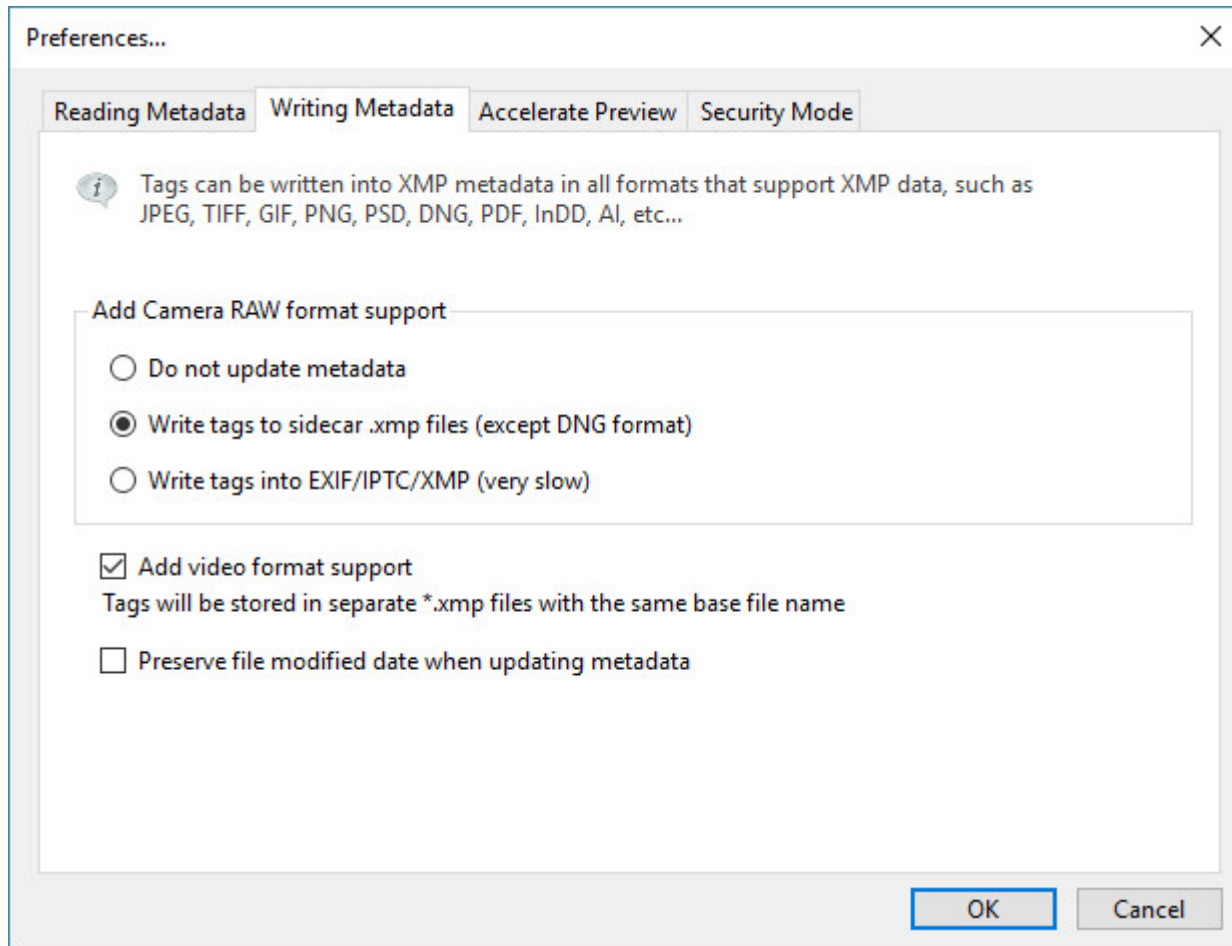 Preferences...
Reading Metadata Writing Metadata Accelerate Preview Security Mode
Tags can be written into XMP metadata in all formats that support XMP data, such as
JPEG, TIFF, GIF, PNG, PSD, DNG, PDF, InDD, AI, etc...
Add Camera RAW format support
Do not update metadata
Write tags to sidecar .xmp files (except DNG format)
Write tags into EXIF/IPTC/XMP (very slow)
Add video format support
Tags will be stored in separate *.xmp files with the same base file name
Preserve file modified date when updating metadata
OK Cancel